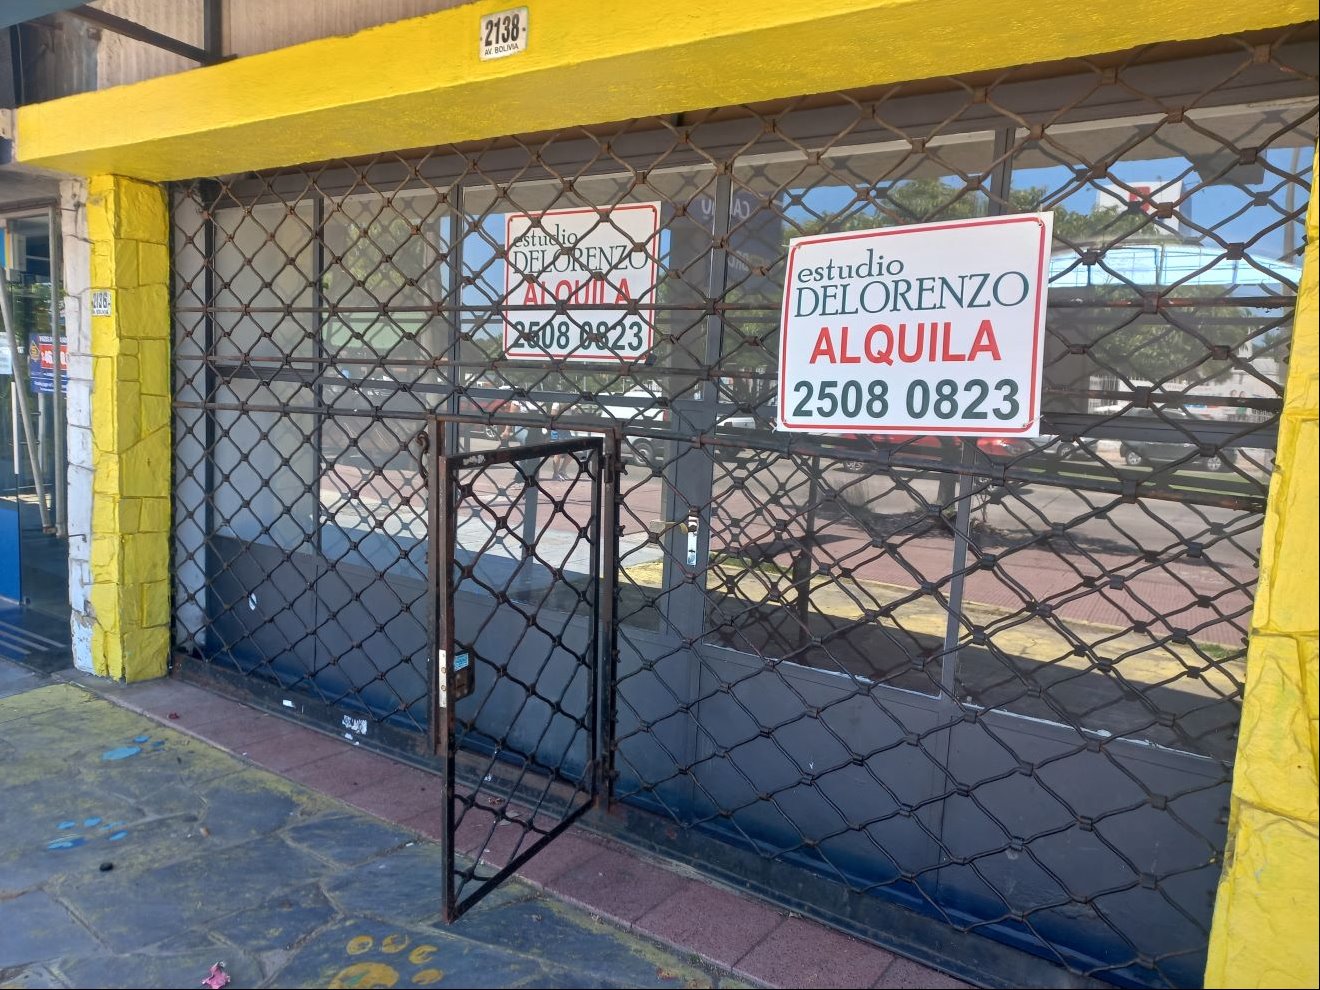 2138
AV. BOLIVIA
estudio
DELORENZO
ALQUILA
2508 0823
estudio
DELORENZO
ALQUILA
2508 0823